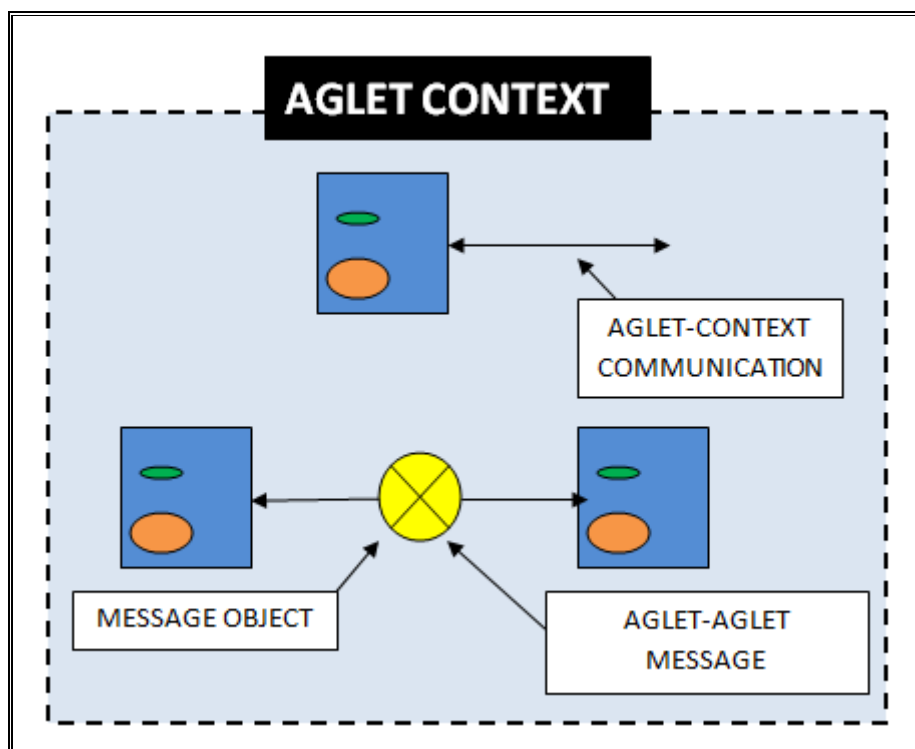 AGLET CONTEXT
AGLET-CONTEXT
COMMUNICATION
MESSAGE OBJECT
AGLET-AGLET
MESSAGE